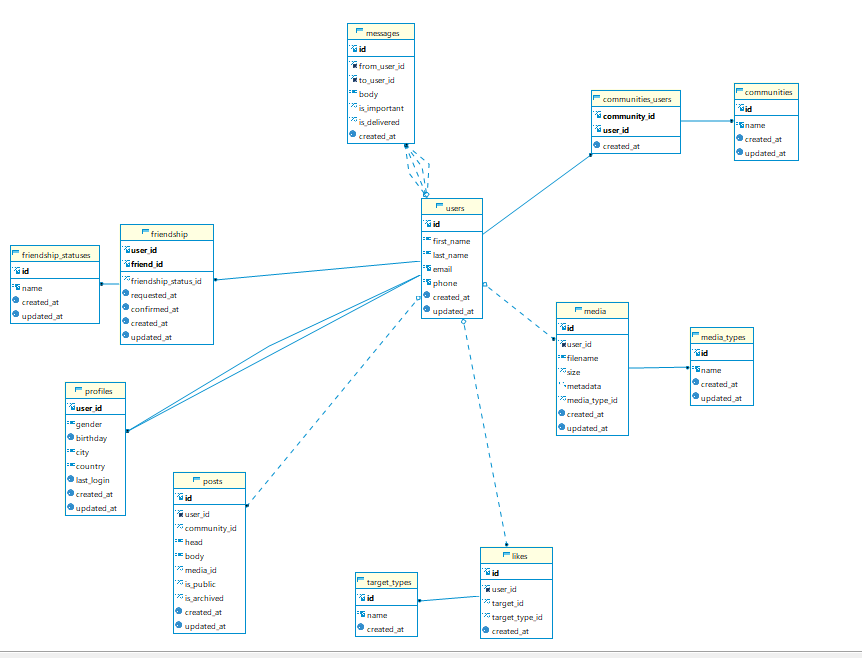 messages
id
from_user_id
to_user_id
body
is_important
is_delivered
created_at
communities_users
community_id
user_id
created_at
communities
id
name
created_at
updated_at
users
id
first_name
last_name
email
phone
created_at
updated_at
friendship_statuses
id
name
created_at
updated_at
friendship
user_id
friend_id
friendship_status_id
requested_at
confirmed_at
created_at
updated_at
media
id
user_id
filename
size
metadata
media_type_id
created_at
updated_at
media_types
id
name
created_at
updated_at
profiles
user_id
gender
birthday
city
country
last_login
created_at
updated_at
posts
id
user_id
community_id
head
body
media_id
is_public
is_archived
created_at
updated_at
target_types
id
name
created_at
likes
id
user_id
target_id
target_type_id
created_at